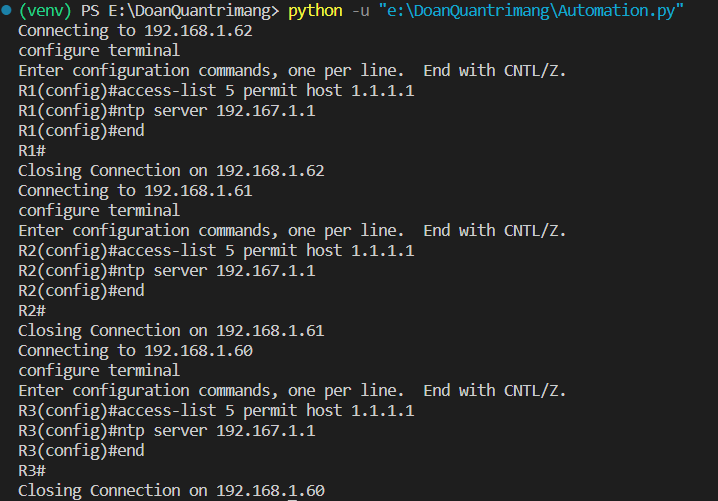 (venv) PS E:\DoanQuantrimang> python -u "e:\DoanQuantrimang\Automation.py"
Connecting to 192.168.1.62
configure terminal
Enter configuration commands, one per line.  End with CNTL/Z.
R1(config)#access-list 5 permit host 1.1.1.1
R1(config)#ntp server 192.167.1.1
R1(config)#end
R1#
Closing Connection on 192.168.1.62
Connecting to 192.168.1.61
configure terminal
Enter configuration commands, one per line.  End with CNTL/Z.
R2(config)#access-list 5 permit host 1.1.1.1
R2(config)#ntp server 192.167.1.1
R2(config)#end
R2#
Closing Connection on 192.168.1.61
Connecting to 192.168.1.60
configure terminal
Enter configuration commands, one per line.  End with CNTL/Z.
R3(config)#access-list 5 permit host 1.1.1.1
R3(config)#ntp server 192.167.1.1
R3(config)#end
R3#
Closing Connection on 192.168.1.60